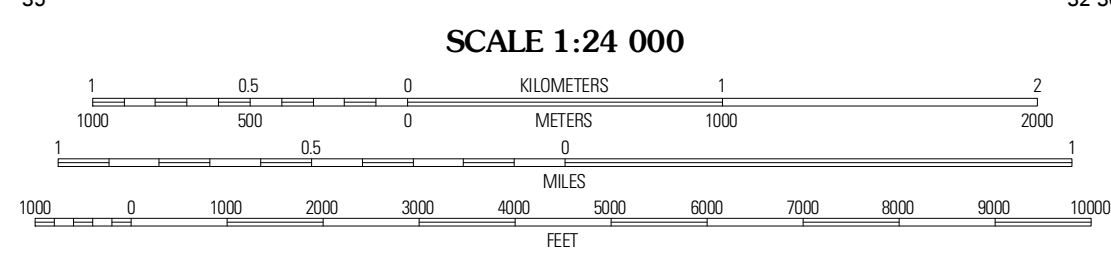 SCALE 1:24 000
1 0.5 0 KILOMETERS 1 2
1000 500 0 METERS 1000 2000
1 0.5 0 1
MILES
1000 0 1000 2000 3000 4000 5000 6000 7000 8000 9000 10000
FEET